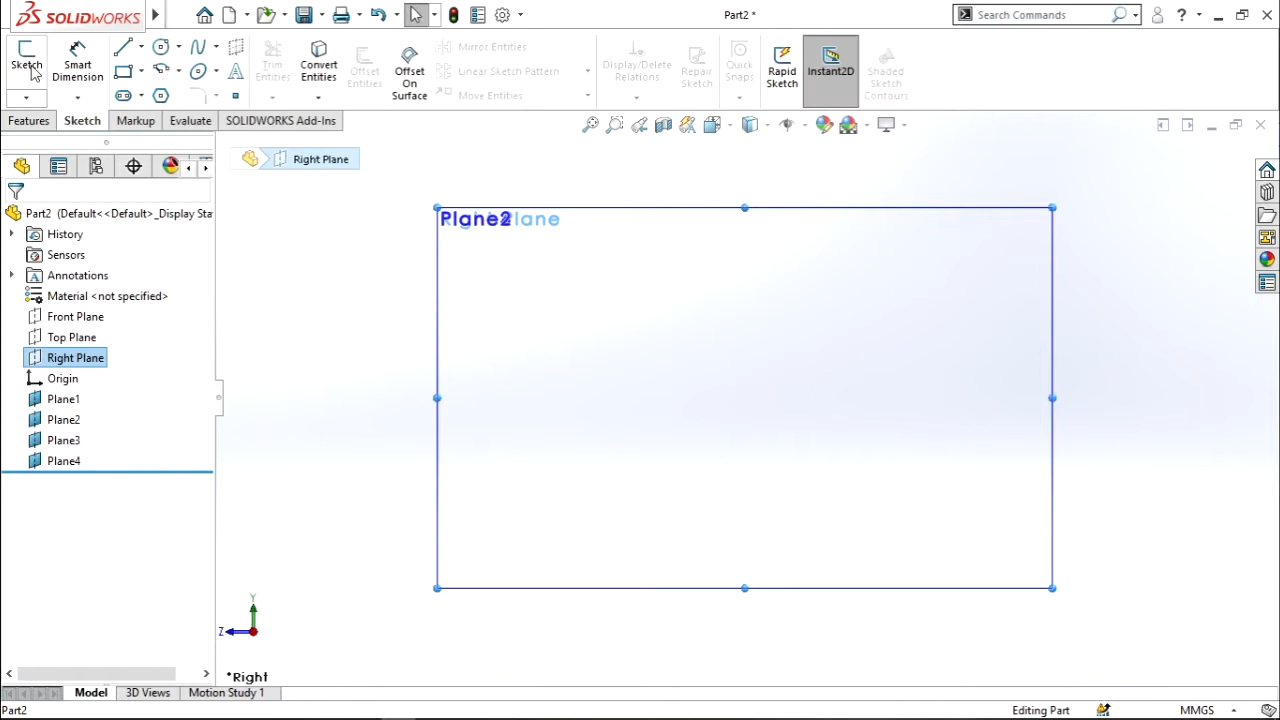 SOLIDWORKS
Part2 *
Search Commands
Sketch
Smart Dimension
Trim Entities
Convert Entities
Offset Entities
Offset On Surface
Mirror Entities
Linear Sketch Pattern
Move Entities
Display/Delete Relations
Repair Sketch
Quick Snaps
Rapid Sketch
Instant2D
Shaded Sketch Contours
Features
Sketch
Markup
Evaluate
SOLIDWORKS Add-Ins
Right Plane
Part2 (Default<<Default>_Display Sta
History
Sensors
Annotations
Material <not specified>
Front Plane
Top Plane
Right Plane
Origin
Plane1
Plane2
Plane3
Plane4
Plane2
Plane
Y
Z
*Right
Model
3D Views
Motion Study 1
Part2
Editing Part
MMGS